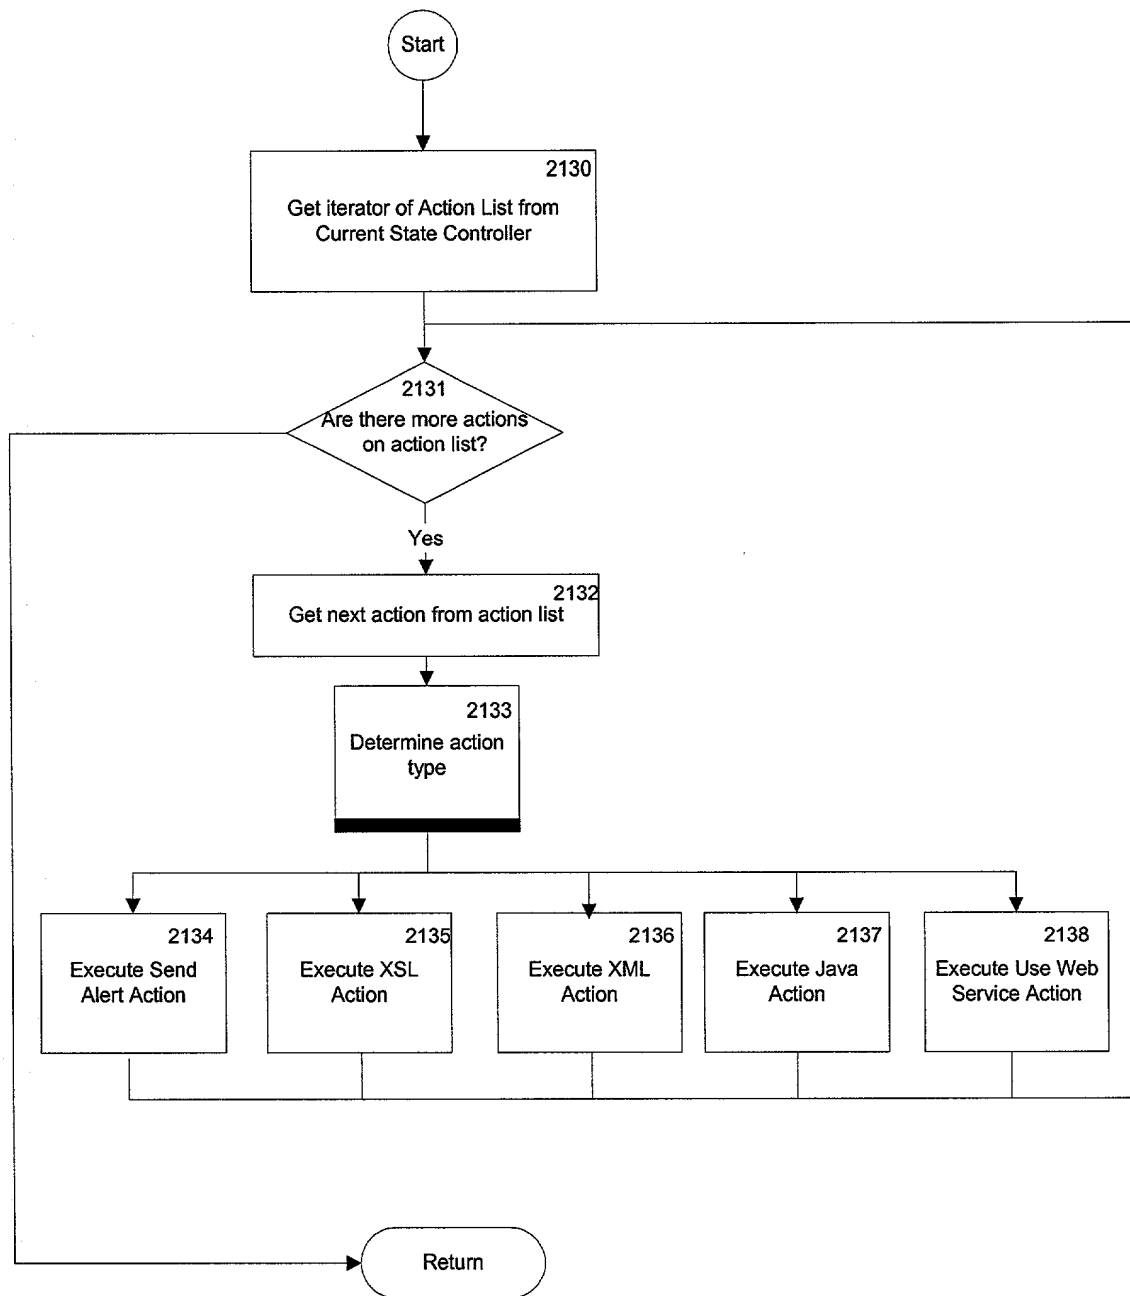 Start
2130
Get iterator of Action List from
Current State Controller
2131
Are there more actions
on action list?
Yes
2132
Get next action from action list
2133
Determine action
type
2134
Execute Send
Alert Action
2135
Execute XSL
Action
2136
Execute XML
Action
2137
Execute Java
Action
2138
Execute Use Web
Service Action
Return